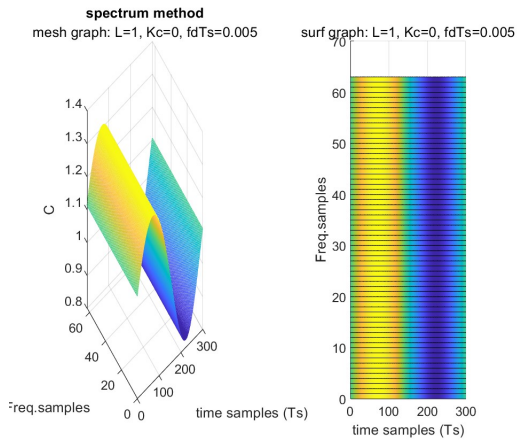 spectrum method
mesh graph: L=1, Kc=0, fdTs=0.005
1.4
1.3
1.2
1.1
1
0.9
0.8
C
60
40
20
0
Freq.samples
0
100
200
300
time samples (Ts)
surf graph: L=1, Kc=0, fdTs=0.005
70
60
50
40
30
20
10
0
Freq.samples
0 100 200 300
time samples (Ts)